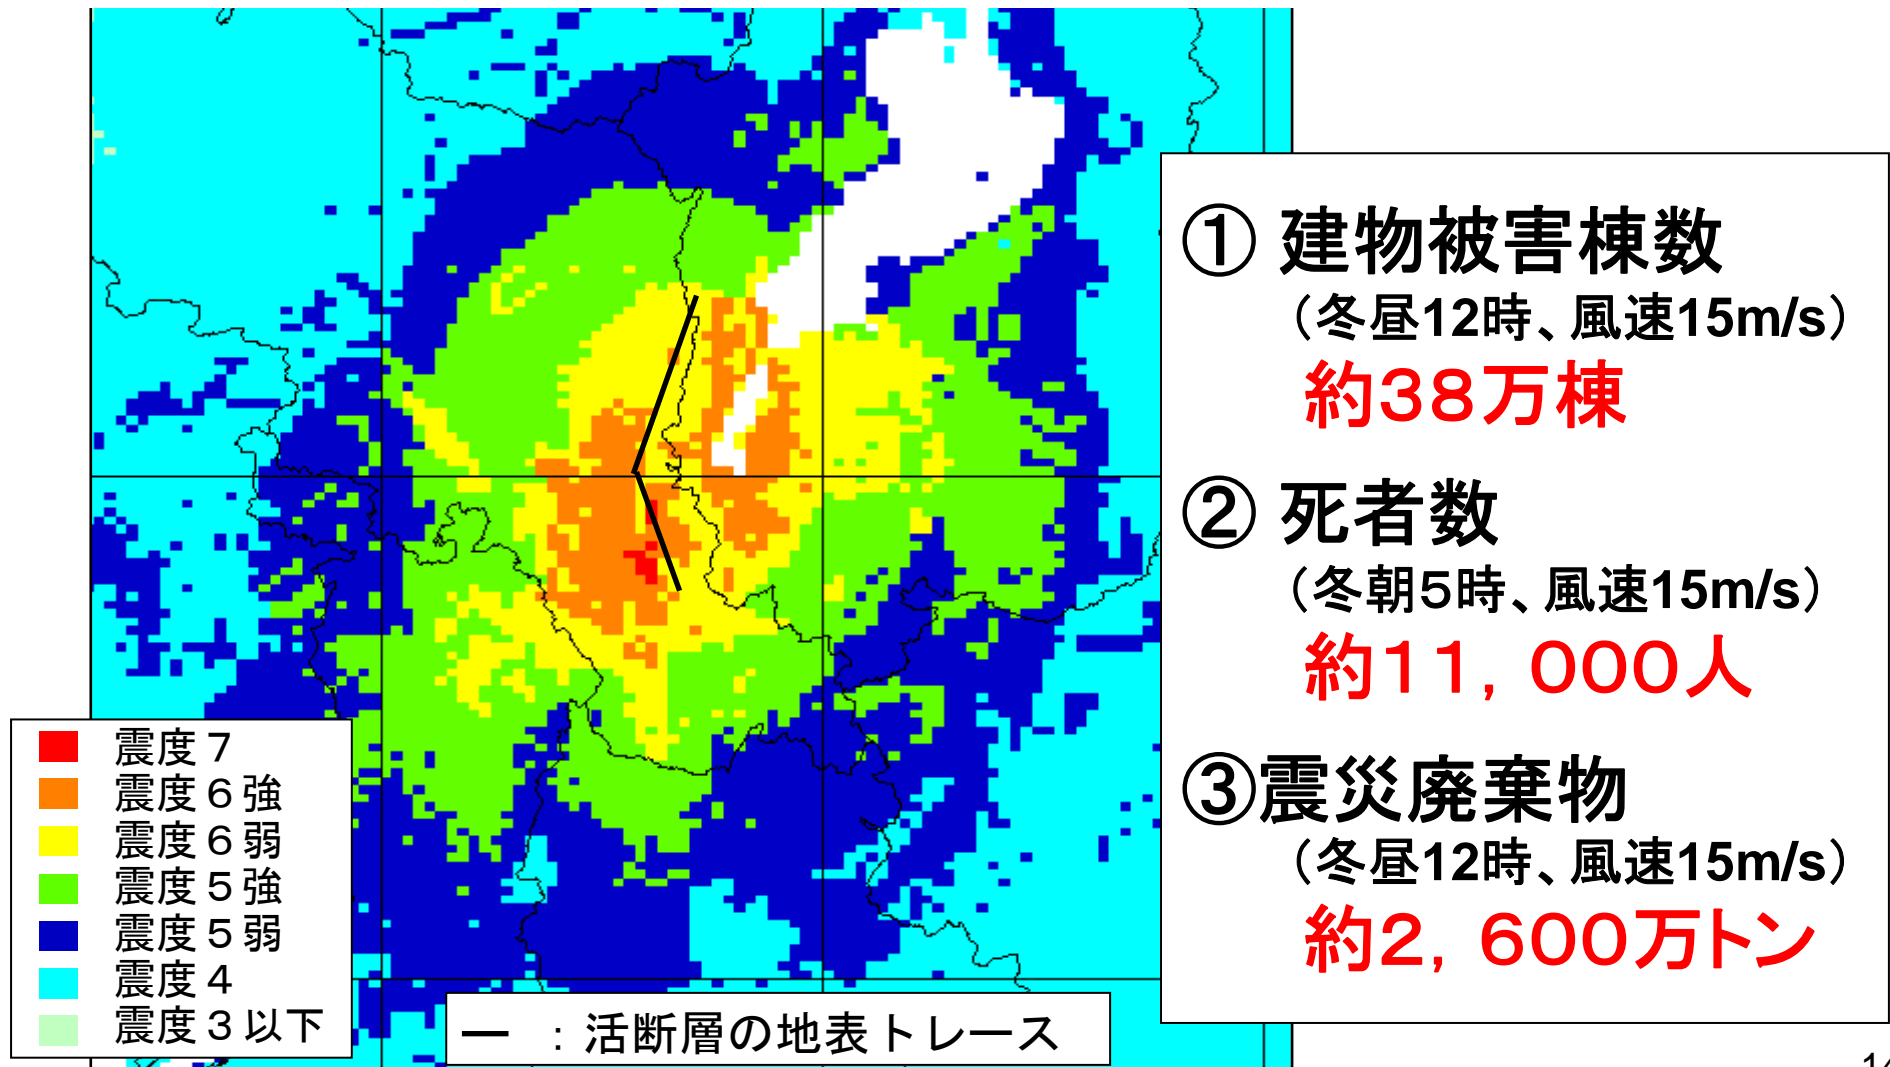 ① 建物被害棟数
（冬昼12時、風速15m/s）
約３８万棟
② 死者数
（冬朝５時、風速15m/s）
約１１，０００人
③震災廃棄物
（冬昼12時、風速15m/s）
約２，６００万トン
震度７
震度６強
震度６弱
震度５強
震度５弱
震度４
震度３以下
：活断層の地表トレース